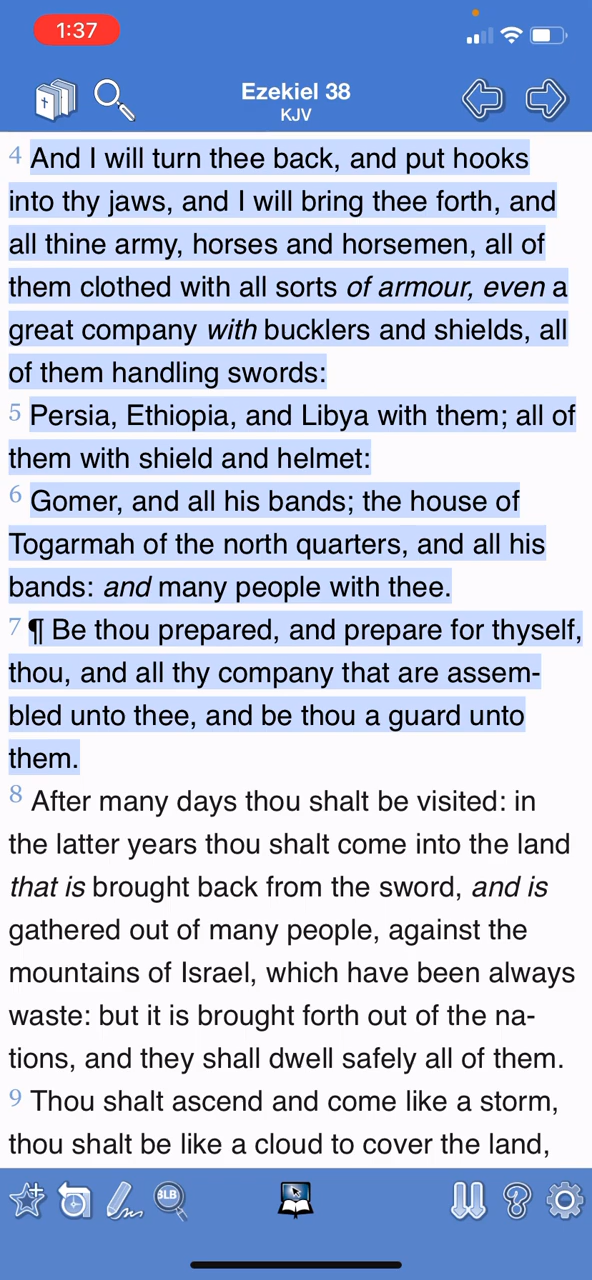 1:37
Ezekiel 38
KJV
4 And I will turn thee back, and put hooks
into thy jaws, and I will bring thee forth, and
all thine army, horses and horsemen, all of
them clothed with all sorts of armour, even a
great company with bucklers and shields, all
of them handling swords:
5 Persia, Ethiopia, and Libya with them; all of
them with shield and helmet:
6 Gomer, and all his bands; the house of
Togarmah of the north quarters, and all his
bands: and many people with thee.
7 ¶ Be thou prepared, and prepare for thyself,
thou, and all thy company that are assem-
bled unto thee, and be thou a guard unto
them.
8 After many days thou shalt be visited: in
the latter years thou shalt come into the land
that is brought back from the sword, and is
gathered out of many people, against the
mountains of Israel, which have been always
waste: but it is brought forth out of the na-
tions, and they shall dwell safely all of them.
9 Thou shalt ascend and come like a storm,
thou shalt be like a cloud to cover the land,
BLB